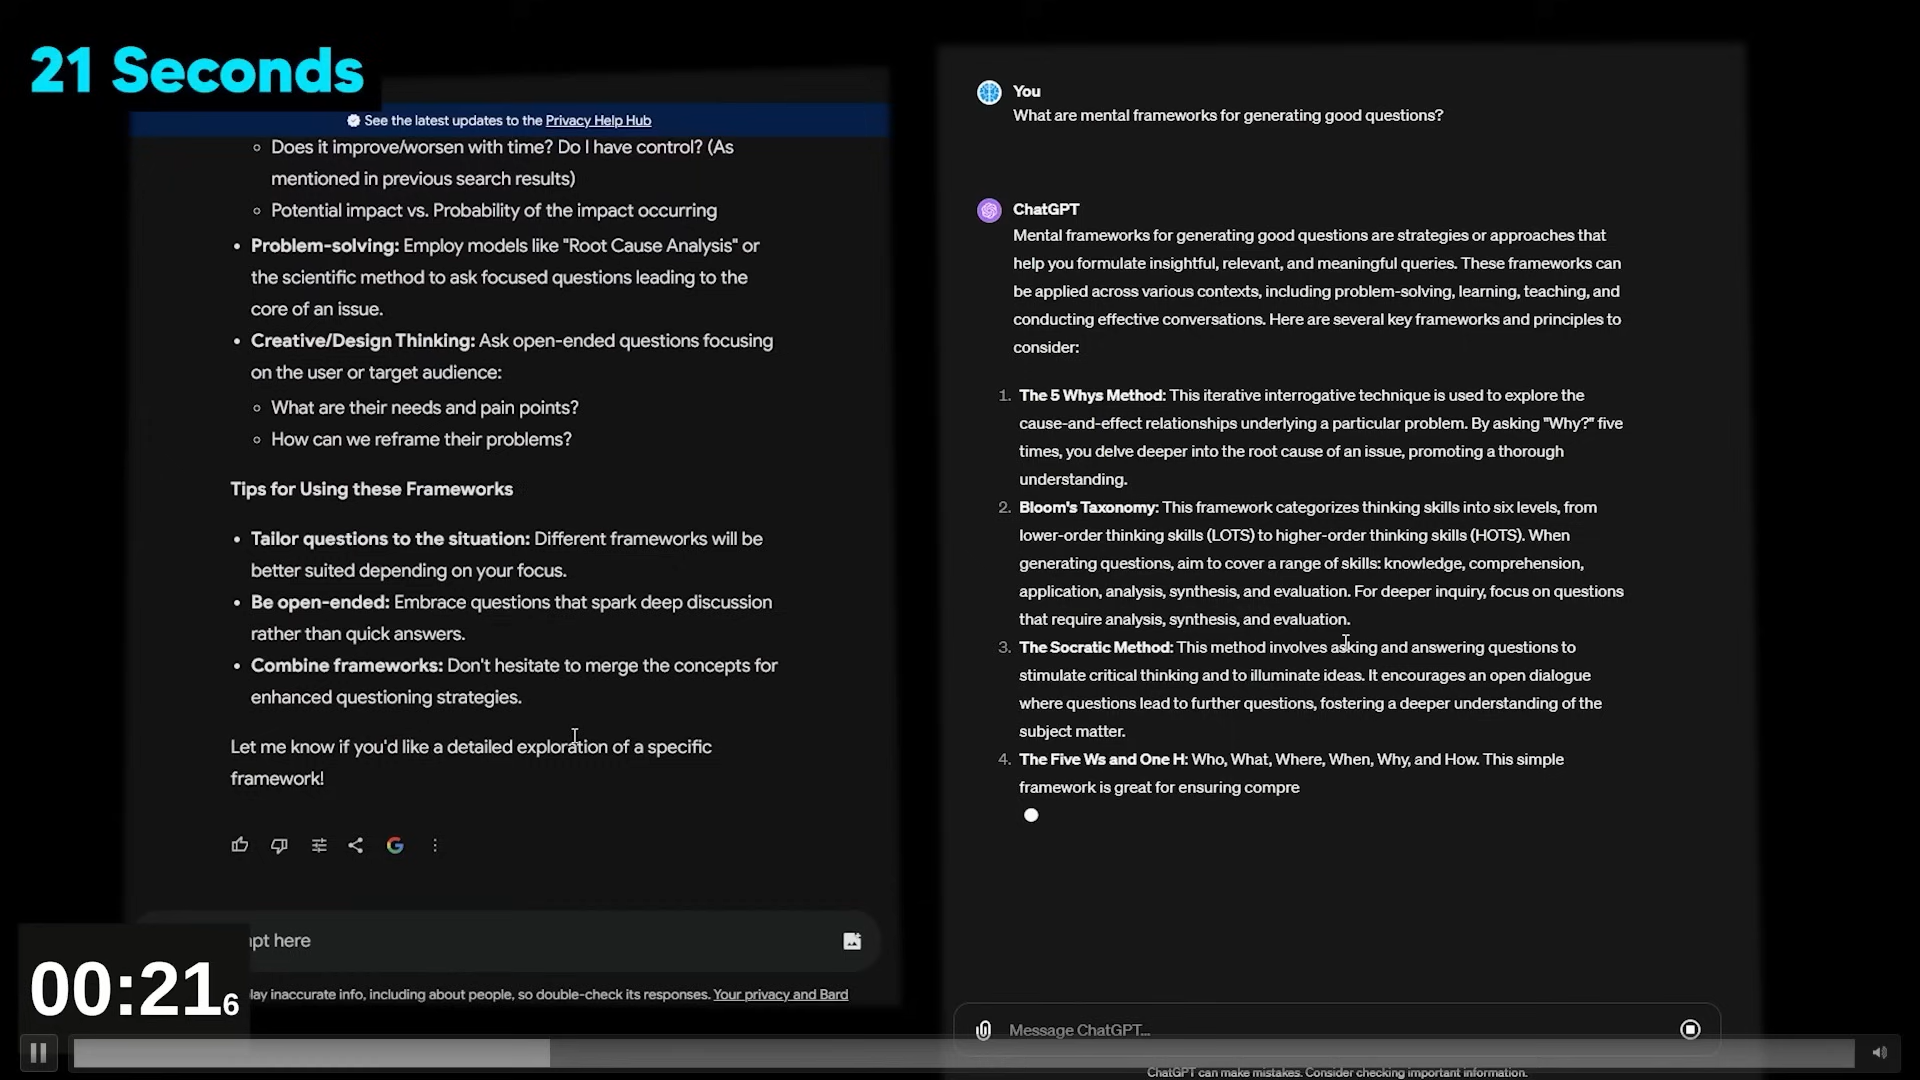 21 Seconds
See the latest updates to the Privacy Help Hub
Does it improve/worsen with time? Do I have control? (As
mentioned in previous search results)
Potential impact vs. Probability of the impact occurring
Problem-solving: Employ models like "Root Cause Analysis" or
the scientific method to ask focused questions leading to the
core of an issue.
Creative/Design Thinking: Ask open-ended questions focusing
on the user or target audience:
What are their needs and pain points?
How can we reframe their problems?
Tips for Using these Frameworks
Tailor questions to the situation: Different frameworks will be
better suited depending on your focus.
Be open-ended: Embrace questions that spark deep discussion
rather than quick answers.
Combine frameworks: Don't hesitate to merge the concepts for
enhanced questioning strategies.
Let me know if you'd like a detailed exploration of a specific
framework!
here
inaccurate info, including about people, so double-check its responses. Your privacy and Bard
00:216
You
What are mental frameworks for generating good questions?
ChatGPT
Mental frameworks for generating good questions are strategies or approaches that
help you formulate insightful, relevant, and meaningful queries. These frameworks can
be applied across various contexts, including problem-solving, learning, teaching, and
conducting effective conversations. Here are several key frameworks and principles to
consider:
1. The 5 Whys Method: This iterative interrogative technique is used to explore the
cause-and-effect relationships underlying a particular problem. By asking "Why?" five
times, you delve deeper into the root cause of an issue, promoting a thorough
understanding.
2. Bloom's Taxonomy: This framework categorizes thinking skills into six levels, from
lower-order thinking skills (LOTS) to higher-order thinking skills (HOTS). When
generating questions, aim to cover a range of skills: knowledge, comprehension,
application, analysis, synthesis, and evaluation. For deeper inquiry, focus on questions
that require analysis, synthesis, and evaluation.
3. The Socratic Method: This method involves asking and answering questions to
stimulate critical thinking and to illuminate ideas. It encourages an open dialogue
where questions lead to further questions, fostering a deeper understanding of the
subject matter.
4. The Five Ws and One H: Who, What, Where, When, Why, and How. This simple
framework is great for ensuring compre
Message ChatGPT...
ChatGPT can make mistakes. Consider checking important information.